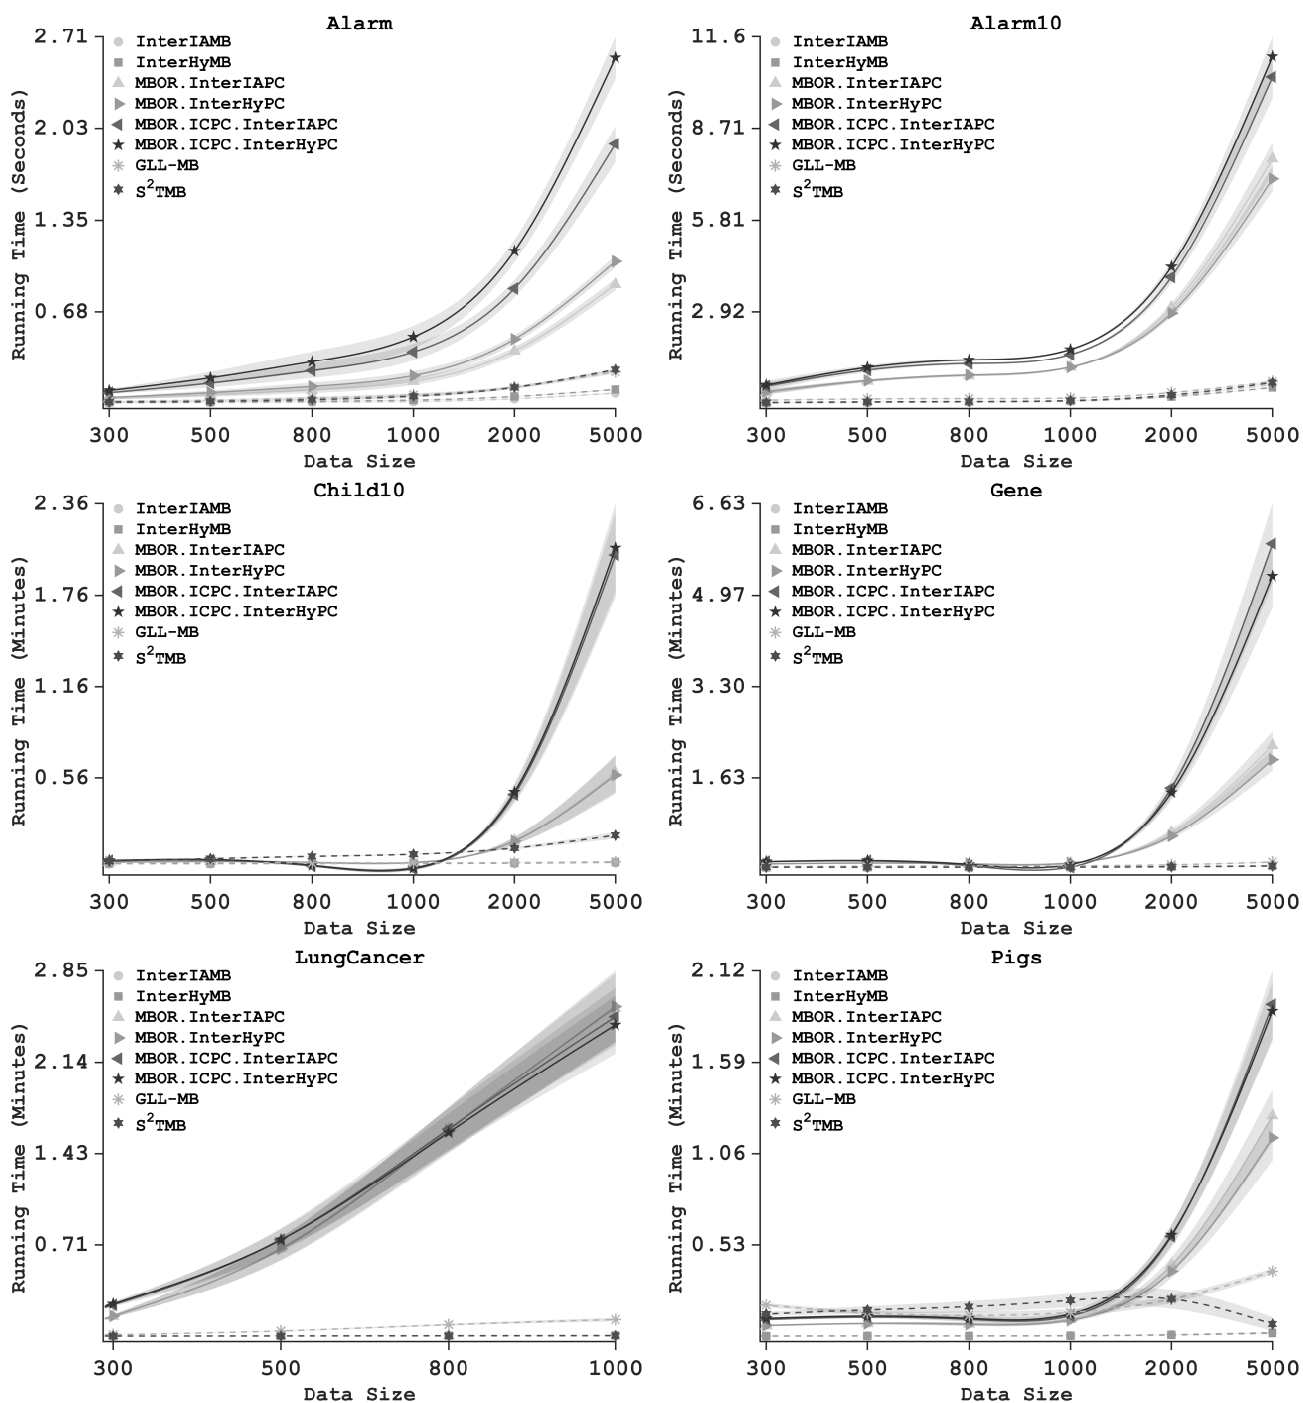 Alarm
2.71
2.03
1.35
0.68
Running Time (Seconds)
InterIAMB
InterHyMB
MBOR.InterIAPC
MBOR.InterHyPC
MBOR.ICPC.InterIAPC
MBOR.ICPC.InterHyPC
GLL-MB
S²TMB
300 500 800 1000 2000 5000
Data Size
Alarm10
11.6
8.71
5.81
2.92
Running Time (Seconds)
InterIAMB
InterHyMB
MBOR.InterIAPC
MBOR.InterHyPC
MBOR.ICPC.InterIAPC
MBOR.ICPC.InterHyPC
GLL-MB
S²TMB
300 500 800 1000 2000 5000
Data Size
Child10
2.36
1.76
1.16
0.56
Running Time (Minutes)
InterIAMB
InterHyMB
MBOR.InterIAPC
MBOR.InterHyPC
MBOR.ICPC.InterIAPC
MBOR.ICPC.InterHyPC
GLL-MB
S²TMB
300 500 800 1000 2000 5000
Data Size
Gene
6.63
4.97
3.30
1.63
Running Time (Minutes)
InterIAMB
InterHyMB
MBOR.InterIAPC
MBOR.InterHyPC
MBOR.ICPC.InterIAPC
MBOR.ICPC.InterHyPC
GLL-MB
S²TMB
300 500 800 1000 2000 5000
Data Size
LungCancer
2.85
2.14
1.43
0.71
Running Time (Minutes)
InterIAMB
InterHyMB
MBOR.InterIAPC
MBOR.InterHyPC
MBOR.ICPC.InterIAPC
MBOR.ICPC.InterHyPC
GLL-MB
S²TMB
300 500 800 1000
Data Size
Pigs
2.12
1.59
1.06
0.53
Running Time (Minutes)
InterIAMB
InterHyMB
MBOR.InterIAPC
MBOR.InterHyPC
MBOR.ICPC.InterIAPC
MBOR.ICPC.InterHyPC
GLL-MB
S²TMB
300 500 800 1000 2000 5000
Data Size